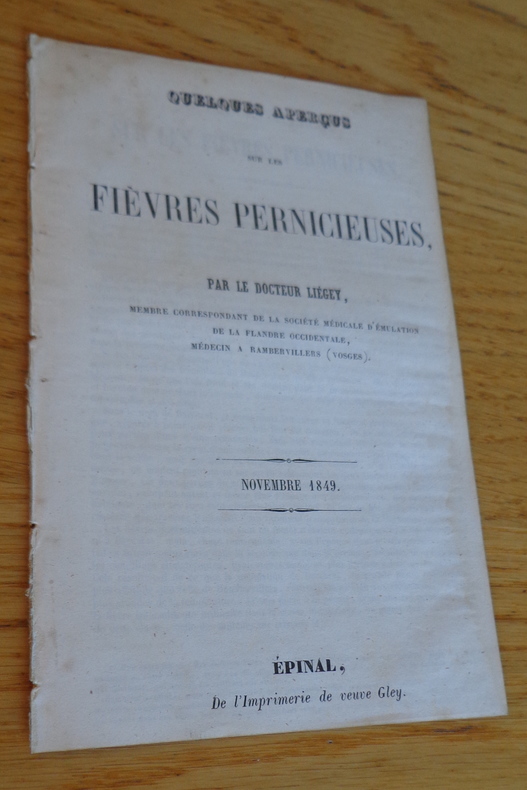 QUELQUES APERÇUS
SUR LES
FIÈVRES PERNICIEUSES,
PAR LE DOCTEUR LIÉGEY,
MEMBRE CORRESPONDANT DE LA SOCIÉTÉ MÉDICALE D'ÉMULATION
DE LA FLANDRE OCCIDENTALE,
MÉDECIN A RAMBERVILLERS (VOSGES).
NOVEMBRE 1849.
ÉPINAL,
De l'Imprimerie de veuve Gley.